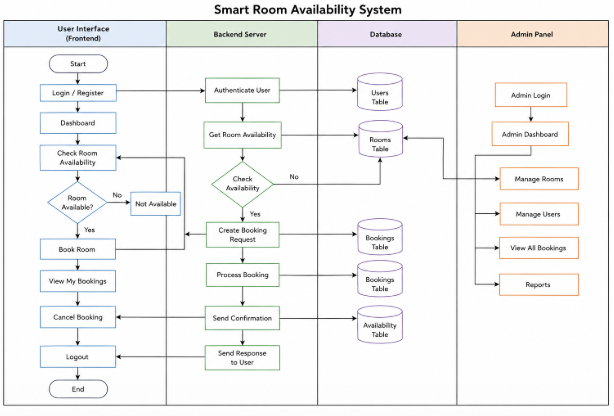 Smart Room Availability System
User Interface
(Frontend)
Backend Server
Database
Admin Panel
Start
Login / Register
Dashboard
Check Room
Availability
Room
Available?
No
Not Available
Yes
Book Room
View My Bookings
Cancel Booking
Logout
End
Authenticate User
Get Room Availability
Check
Availability
No
Yes
Create Booking
Request
Process Booking
Send Confirmation
Send Response
to User
Users
Table
Rooms
Table
Bookings
Table
Bookings
Table
Availability
Table
Admin Login
Admin Dashboard
Manage Rooms
Manage Users
View All Bookings
Reports